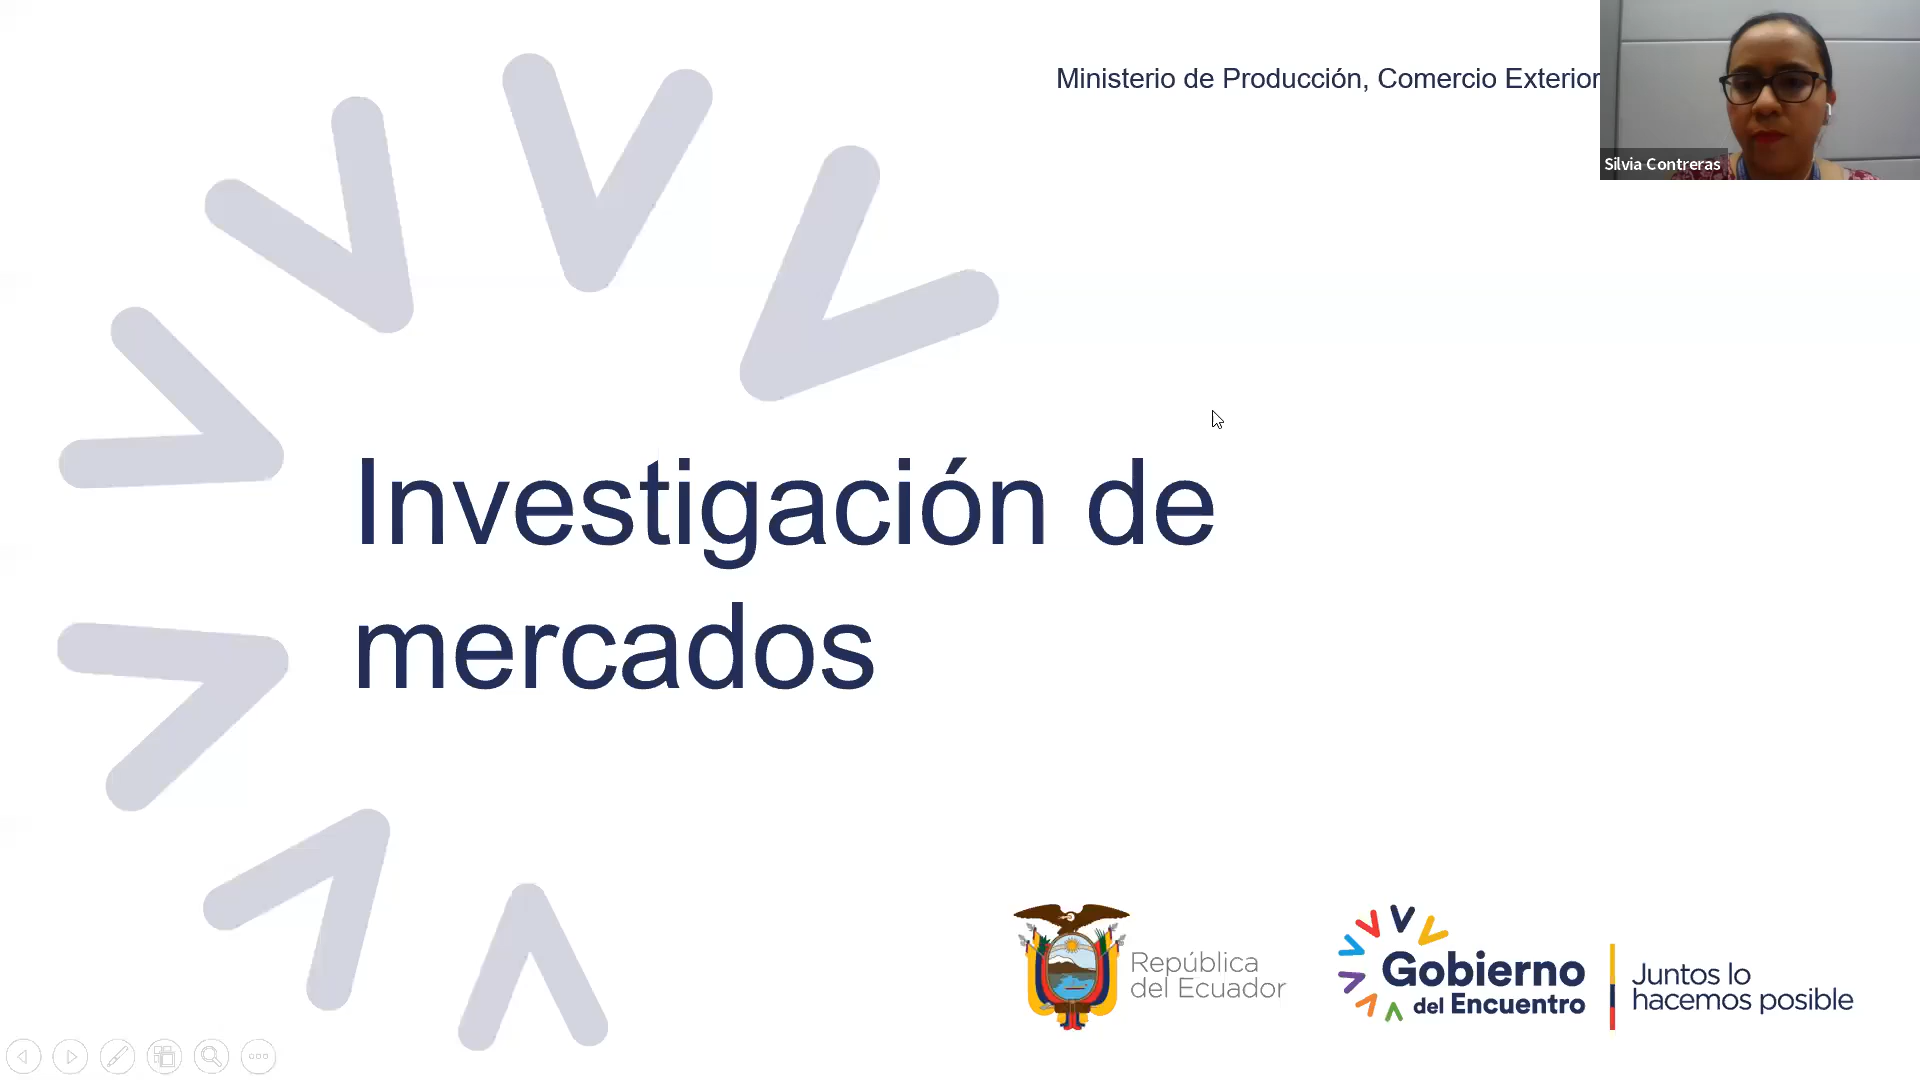 Ministerio de Producción, Comercio Exterior
Silvia Contreras
Investigación de
mercados
República
del Ecuador
Gobierno
del Encuentro
Juntos lo
hacemos posible